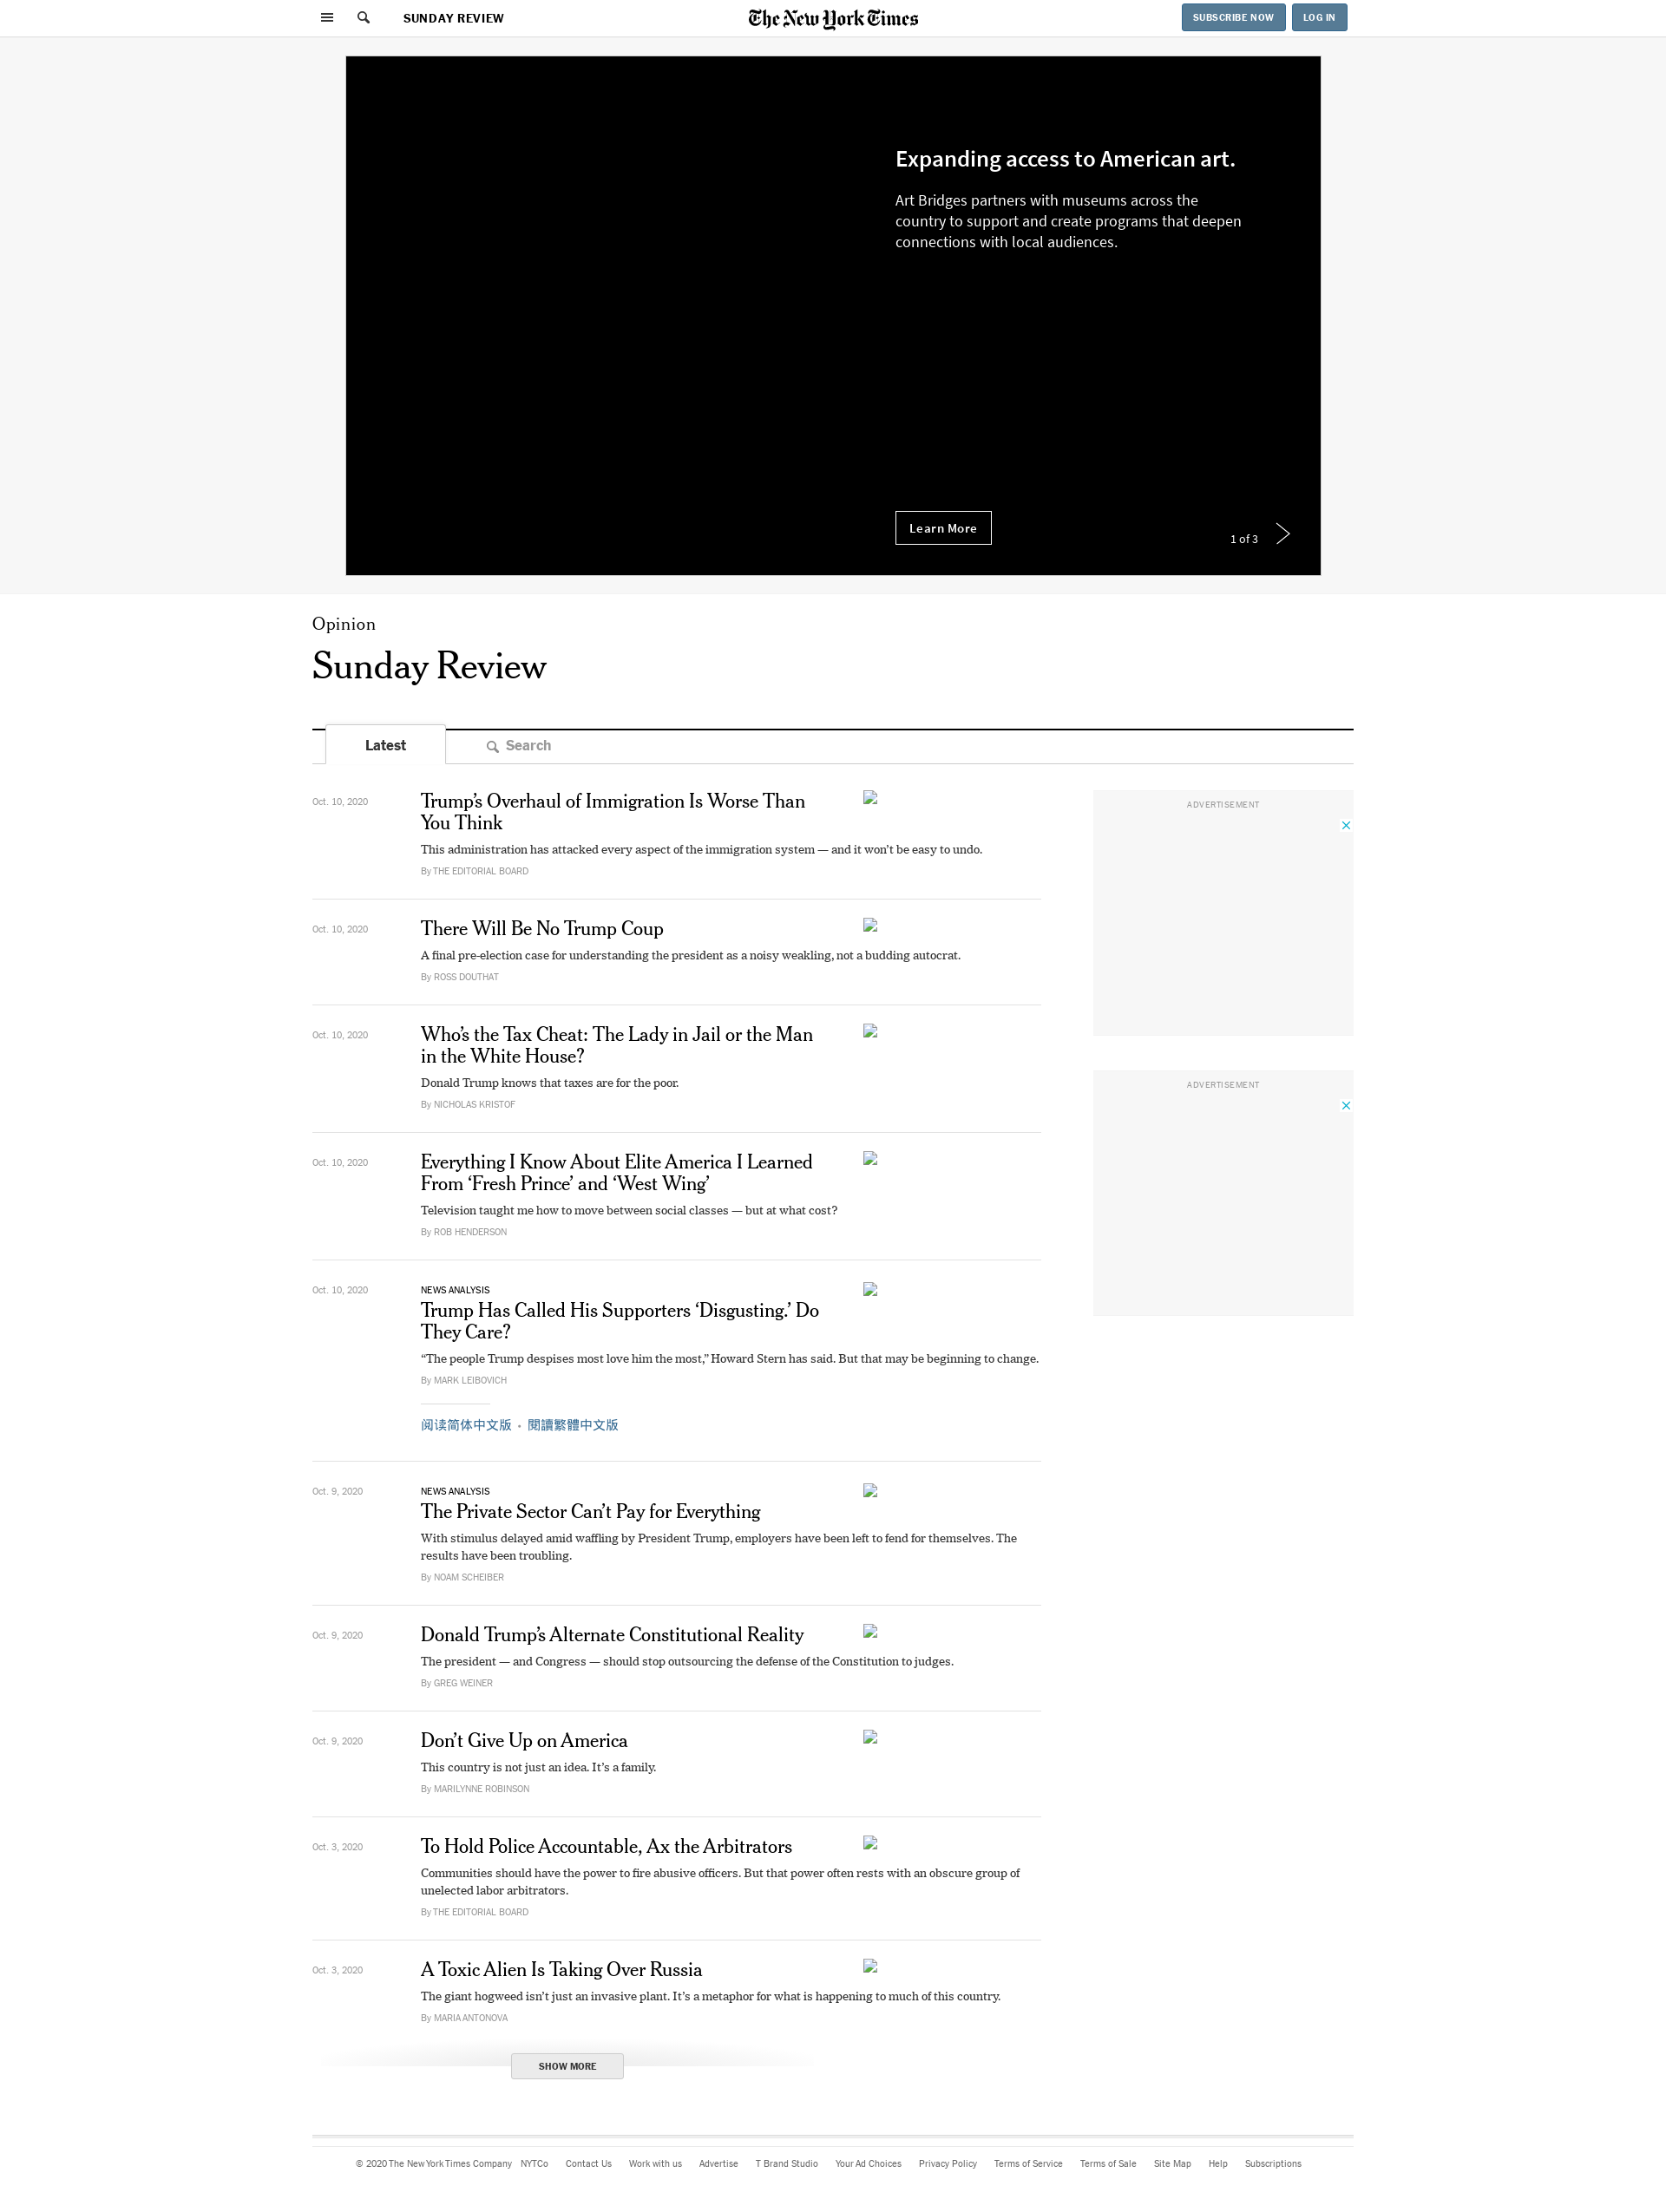 SUNDAY REVIEW
The New York Times
SUBSCRIBE NOW
LOG IN
Expanding access to American art.
Art Bridges partners with museums across the
country to support and create programs that deepen
connections with local audiences.
Learn More
1 of 3
Opinion
Sunday Review
Latest
Search
Oct. 10, 2020
Trump’s Overhaul of Immigration Is Worse Than
You Think
This administration has attacked every aspect of the immigration system — and it won’t be easy to undo.
By THE EDITORIAL BOARD
ADVERTISEMENT
Oct. 10, 2020
There Will Be No Trump Coup
A final pre-election case for understanding the president as a noisy weakling, not a budding autocrat.
By ROSS DOUTHAT
Oct. 10, 2020
Who’s the Tax Cheat: The Lady in Jail or the Man
in the White House?
Donald Trump knows that taxes are for the poor.
By NICHOLAS KRISTOF
ADVERTISEMENT
Oct. 10, 2020
Everything I Know About Elite America I Learned
From ‘Fresh Prince’ and ‘West Wing’
Television taught me how to move between social classes — but at what cost?
By ROB HENDERSON
Oct. 10, 2020
NEWS ANALYSIS
Trump Has Called His Supporters ‘Disgusting.’ Do
They Care?
“The people Trump despises most love him the most,” Howard Stern has said. But that may be beginning to change.
By MARK LEIBOVICH
阅读简体中文版 • 閱讀繁體中文版
Oct. 9, 2020
NEWS ANALYSIS
The Private Sector Can’t Pay for Everything
With stimulus delayed amid waffling by President Trump, employers have been left to fend for themselves. The
results have been troubling.
By NOAM SCHEIBER
Oct. 9, 2020
Donald Trump’s Alternate Constitutional Reality
The president — and Congress — should stop outsourcing the defense of the Constitution to judges.
By GREG WEINER
Oct. 9, 2020
Don’t Give Up on America
This country is not just an idea. It’s a family.
By MARILYNNE ROBINSON
Oct. 3, 2020
To Hold Police Accountable, Ax the Arbitrators
Communities should have the power to fire abusive officers. But that power often rests with an obscure group of
unelected labor arbitrators.
By THE EDITORIAL BOARD
Oct. 3, 2020
A Toxic Alien Is Taking Over Russia
The giant hogweed isn’t just an invasive plant. It’s a metaphor for what is happening to much of this country.
By MARIA ANTONOVA
SHOW MORE
© 2020 The New York Times Company NYTCo Contact Us Work with us Advertise T Brand Studio Your Ad Choices Privacy Policy Terms of Service Terms of Sale Site Map Help Subscriptions